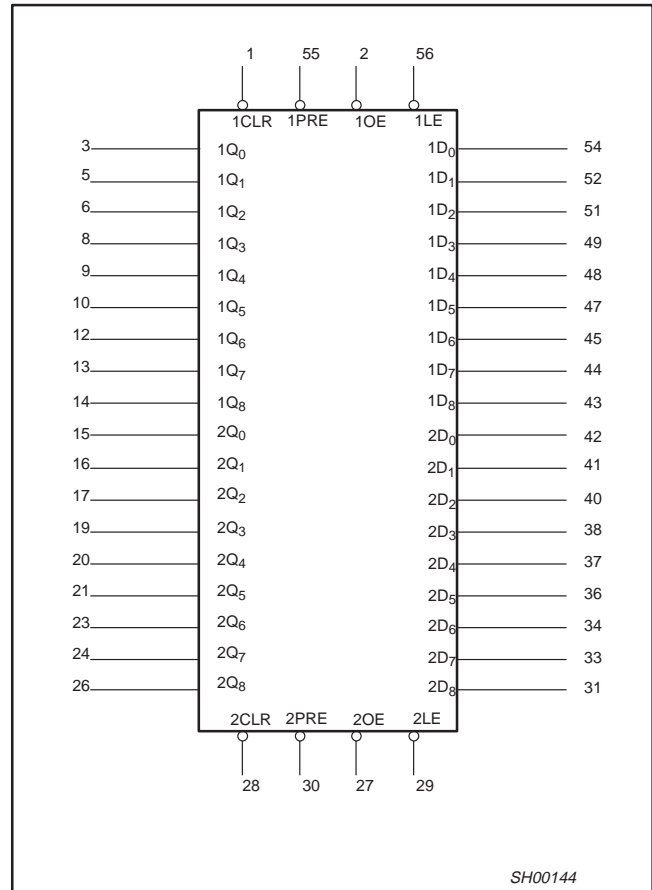 1 55 2 56
1CLR 1PRE 1OE 1LE
3 1Q0 1D0 54
5 1Q1 1D1 52
6 1Q2 1D2 51
8 1Q3 1D3 49
9 1Q4 1D4 48
10 1Q5 1D5 47
12 1Q6 1D6 45
13 1Q7 1D7 44
14 1Q8 1D8 43
15 2Q0 2D0 42
16 2Q1 2D1 41
17 2Q2 2D2 40
19 2Q3 2D3 38
20 2Q4 2D4 37
21 2Q5 2D5 36
23 2Q6 2D6 34
24 2Q7 2D7 33
26 2Q8 2D8 31
2CLR 2PRE 2OE 2LE
28 30 27 29
SH00144